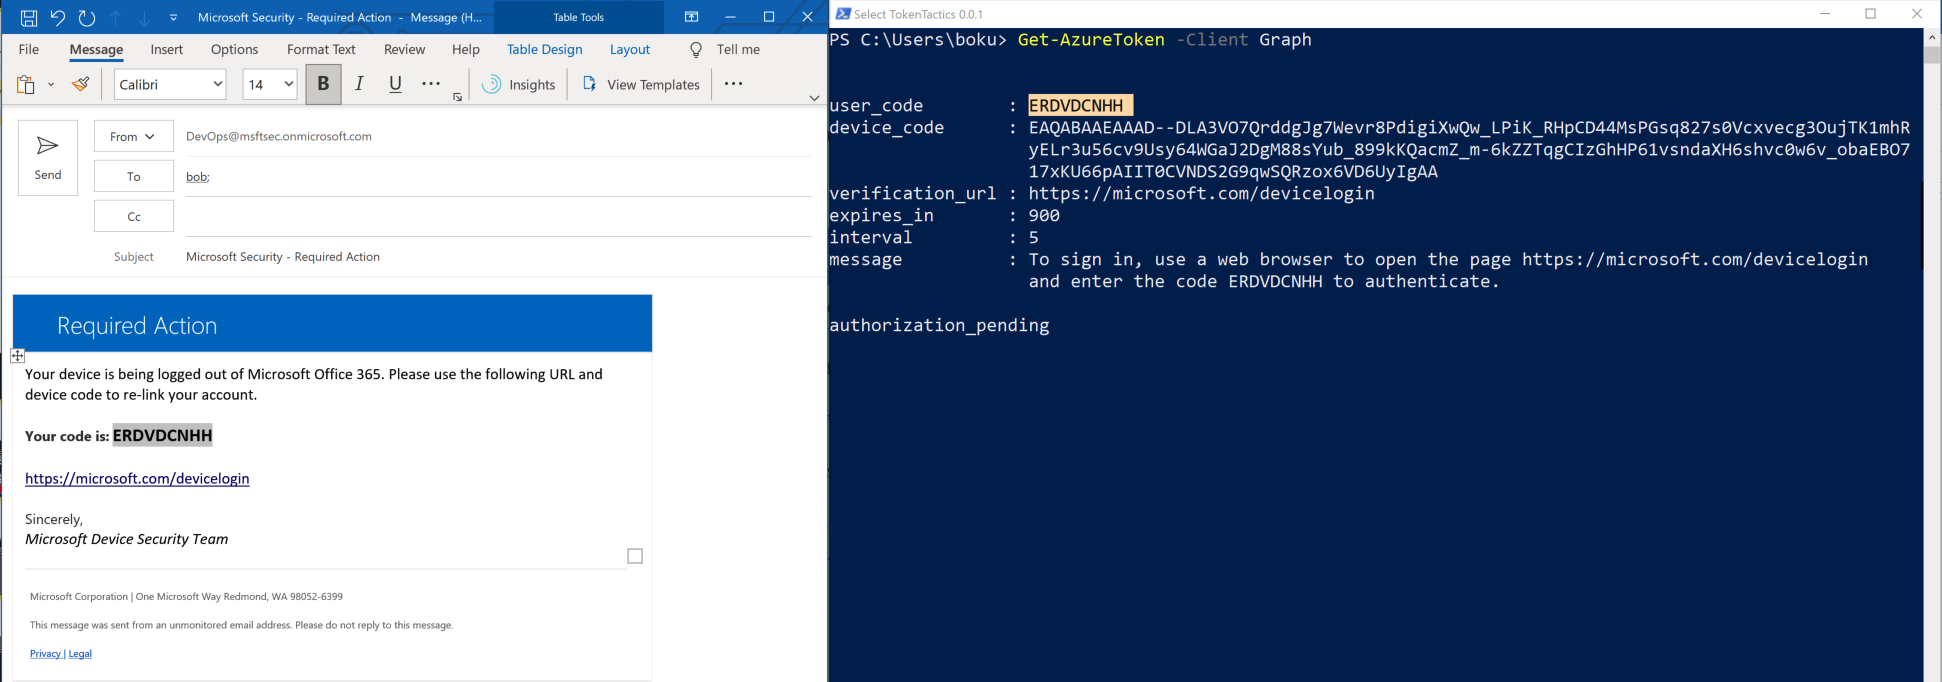 Microsoft Security - Required Action - Message (H...
Table Tools
File Message Insert Options Format Text Review Help Table Design Layout Tell me
Calibri 14 B I U ... Insights View Templates ...
Send
From
DevOps@msftsec.onmicrosoft.com
To
bob;
Cc
Subject
Microsoft Security - Required Action
Required Action
Your device is being logged out of Microsoft Office 365. Please use the following URL and
device code to re-link your account.
Your code is: ERDVDCNHH
https://microsoft.com/devicelogin
Sincerely,
Microsoft Device Security Team
Microsoft Corporation | One Microsoft Way Redmond, WA 98052-6399
This message was sent from an unmonitored email address. Please do not reply to this message.
Privacy | Legal
Select TokenTactics 0.0.1
PS C:\Users\boku> Get-AzureToken -Client Graph
user_code : ERDVDCNHH
device_code : EAQABAAEAAAD--DLA3VO7QrddgJg7Wevr8PdigiXwQw_LPiK_RHpCD44MsPGsq827s0Vcxvecg3OujTK1mhR
yELr3u56cv9Usy64WGaJ2DgM88sYub_899kKQacmZ_m-6kZZTqgCIzGhHP61vsndaXH6shvc0w6v_obaEBO7
17xKU66pAIIT0CVNDS2G9qwSQRzox6VD6UyIgAA
verification_url : https://microsoft.com/devicelogin
expires_in : 900
interval : 5
message : To sign in, use a web browser to open the page https://microsoft.com/devicelogin
and enter the code ERDVDCNHH to authenticate.
authorization_pending